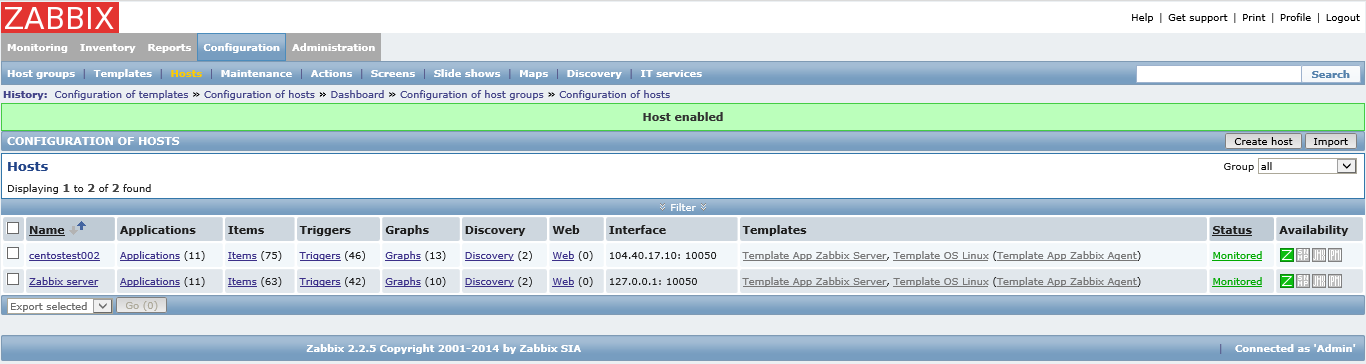 ZABBIX
Help | Get support | Print | Profile | Logout
Monitoring Inventory Reports Configuration Administration
Host groups | Templates | Hosts | Maintenance | Actions | Screens | Slide shows | Maps | Discovery | IT services Search
History: Configuration of templates » Configuration of hosts » Dashboard » Configuration of host groups » Configuration of hosts
Host enabled
CONFIGURATION OF HOSTS Create host Import
Hosts Group all
Displaying 1 to 2 of 2 found
Filter
Name Applications Items Triggers Graphs Discovery Web Interface Templates Status Availability
centostest002 Applications (11) Items (75) Triggers (46) Graphs (13) Discovery (2) Web (0) 104.40.17.10: 10050 Template App Zabbix Server, Template OS Linux (Template App Zabbix Agent) Monitored Z
Zabbix server Applications (11) Items (63) Triggers (42) Graphs (10) Discovery (2) Web (0) 127.0.0.1: 10050 Template App Zabbix Server, Template OS Linux (Template App Zabbix Agent) Monitored Z
Export selected Go (0)
Zabbix 2.2.5 Copyright 2001-2014 by Zabbix SIA | Connected as 'Admin'